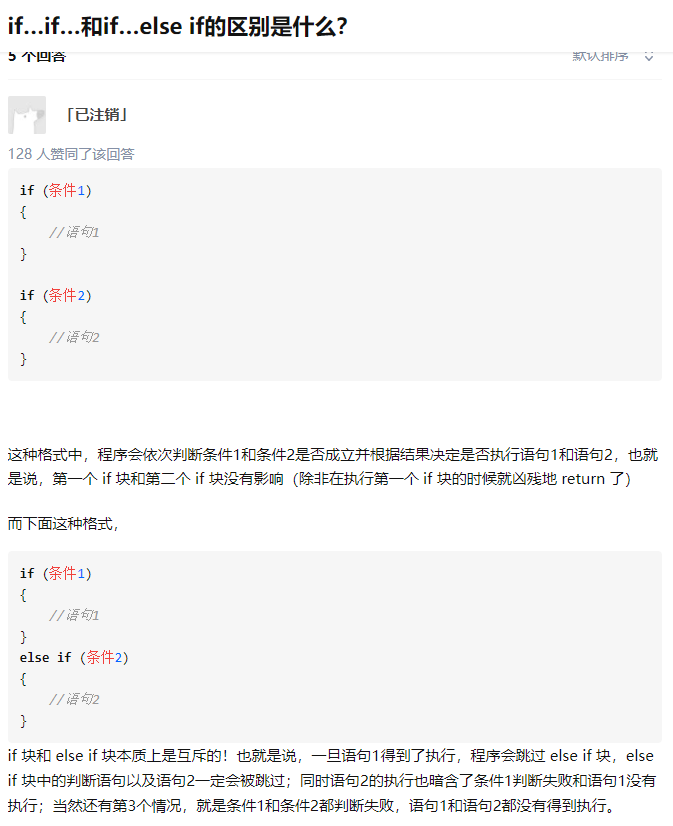 if…if…和if…else if的区别是什么?
5 个回答
默认排序
「已注销」
128 人赞同了该回答
if (条件1)
{
//语句1
}
if (条件2)
{
//语句2
}
这种格式中，程序会依次判断条件1和条件2是否成立并根据结果决定是否执行语句1和语句2，也就
是说，第一个 if 块和第二个 if 块没有影响（除非在执行第一个 if 块的时候就凶残地 return 了）
而下面这种格式，
if (条件1)
{
//语句1
}
else if (条件2)
{
//语句2
}
if 块和 else if 块本质上是互斥的！也就是说，一旦语句1得到了执行，程序会跳过 else if 块，else
if 块中的判断语句以及语句2一定会被跳过；同时语句2的执行也暗含了条件1判断失败和语句1没有
执行；当然还有第3个情况，就是条件1和条件2都判断失败，语句1和语句2都没有得到执行。